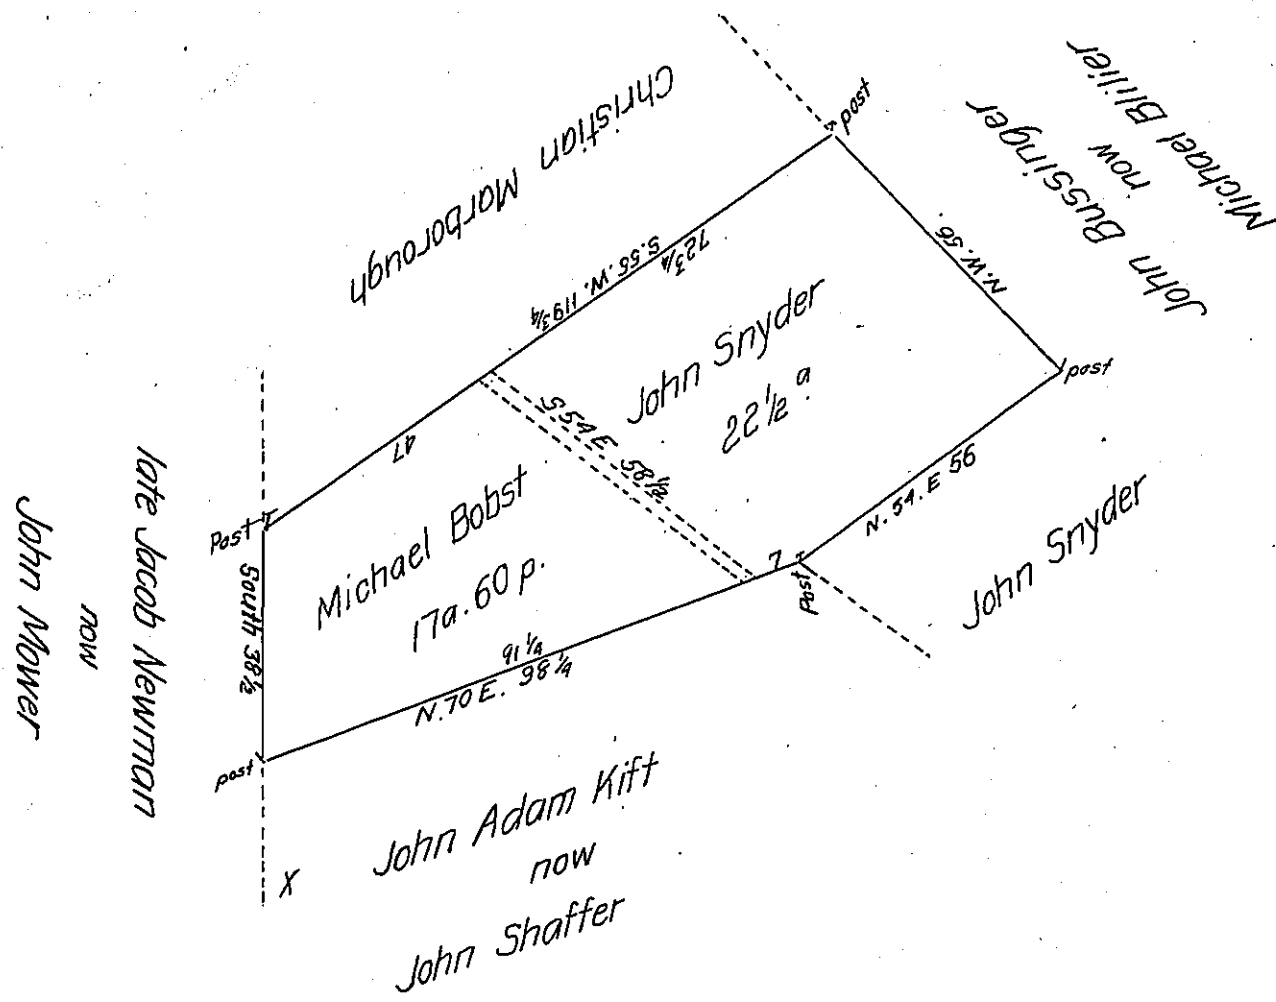 Christian Marborough
post
Michael Blilier
now
John Bussinger
N.W. 56.
post
S. 55. W. 119 3/4
72 3/4
47
John Snyder
22 1/2 a
S 54 E 58 1/2
Michael Bobst
17a. 60 p.
Post
South 38 1/2
post
91 1/4
N. 70 E. 98 1/4
7
Post
N. 54. E 56
John Snyder
late Jacob Newman
now
John Mower
X
John Adam Kift
now
John Shaffer